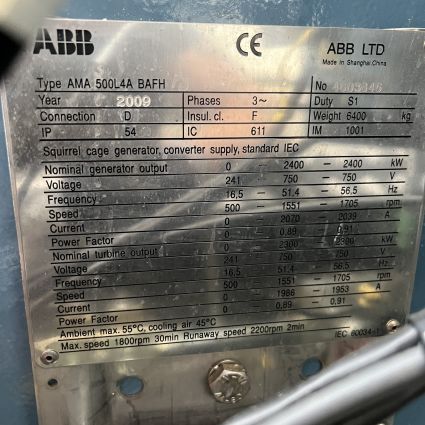 ABB CE ABB LTD
Made in Shanghai,China
Type AMA 500L4A BAFH No
Year 2009 Phases 3~ Duty S1
Connection D Insul. cl. F Weight 6400 kg
IP 54 IC 611 IM 1001
Squirrel cage generator, converter supply, standard IEC
Nominal generator output 0 – 2400 – 2400 kW
Voltage 241 – 750 – 750 V
Frequency 16,5 – 51,4 – 56,5 Hz
Speed 500 – 1551 – 1705 rpm
Current 0 – 2070 – 2039 A
Power Factor 0 – 0,89 – 0,91
Nominal turbine output 0 – 2300 – 2300 kW
Voltage 241 – 750 – 750 V
Frequency 16,5 – 51,4 – 56,5 Hz
Speed 500 – 1551 – 1705 rpm
Current 0 – 1986 – 1953 A
Power Factor 0 – 0,89 – 0,91
Ambient max. 55°C, cooling air 45°C
Max. speed 1800rpm 30min Runaway speed 2200rpm 2min IEC 60034-1